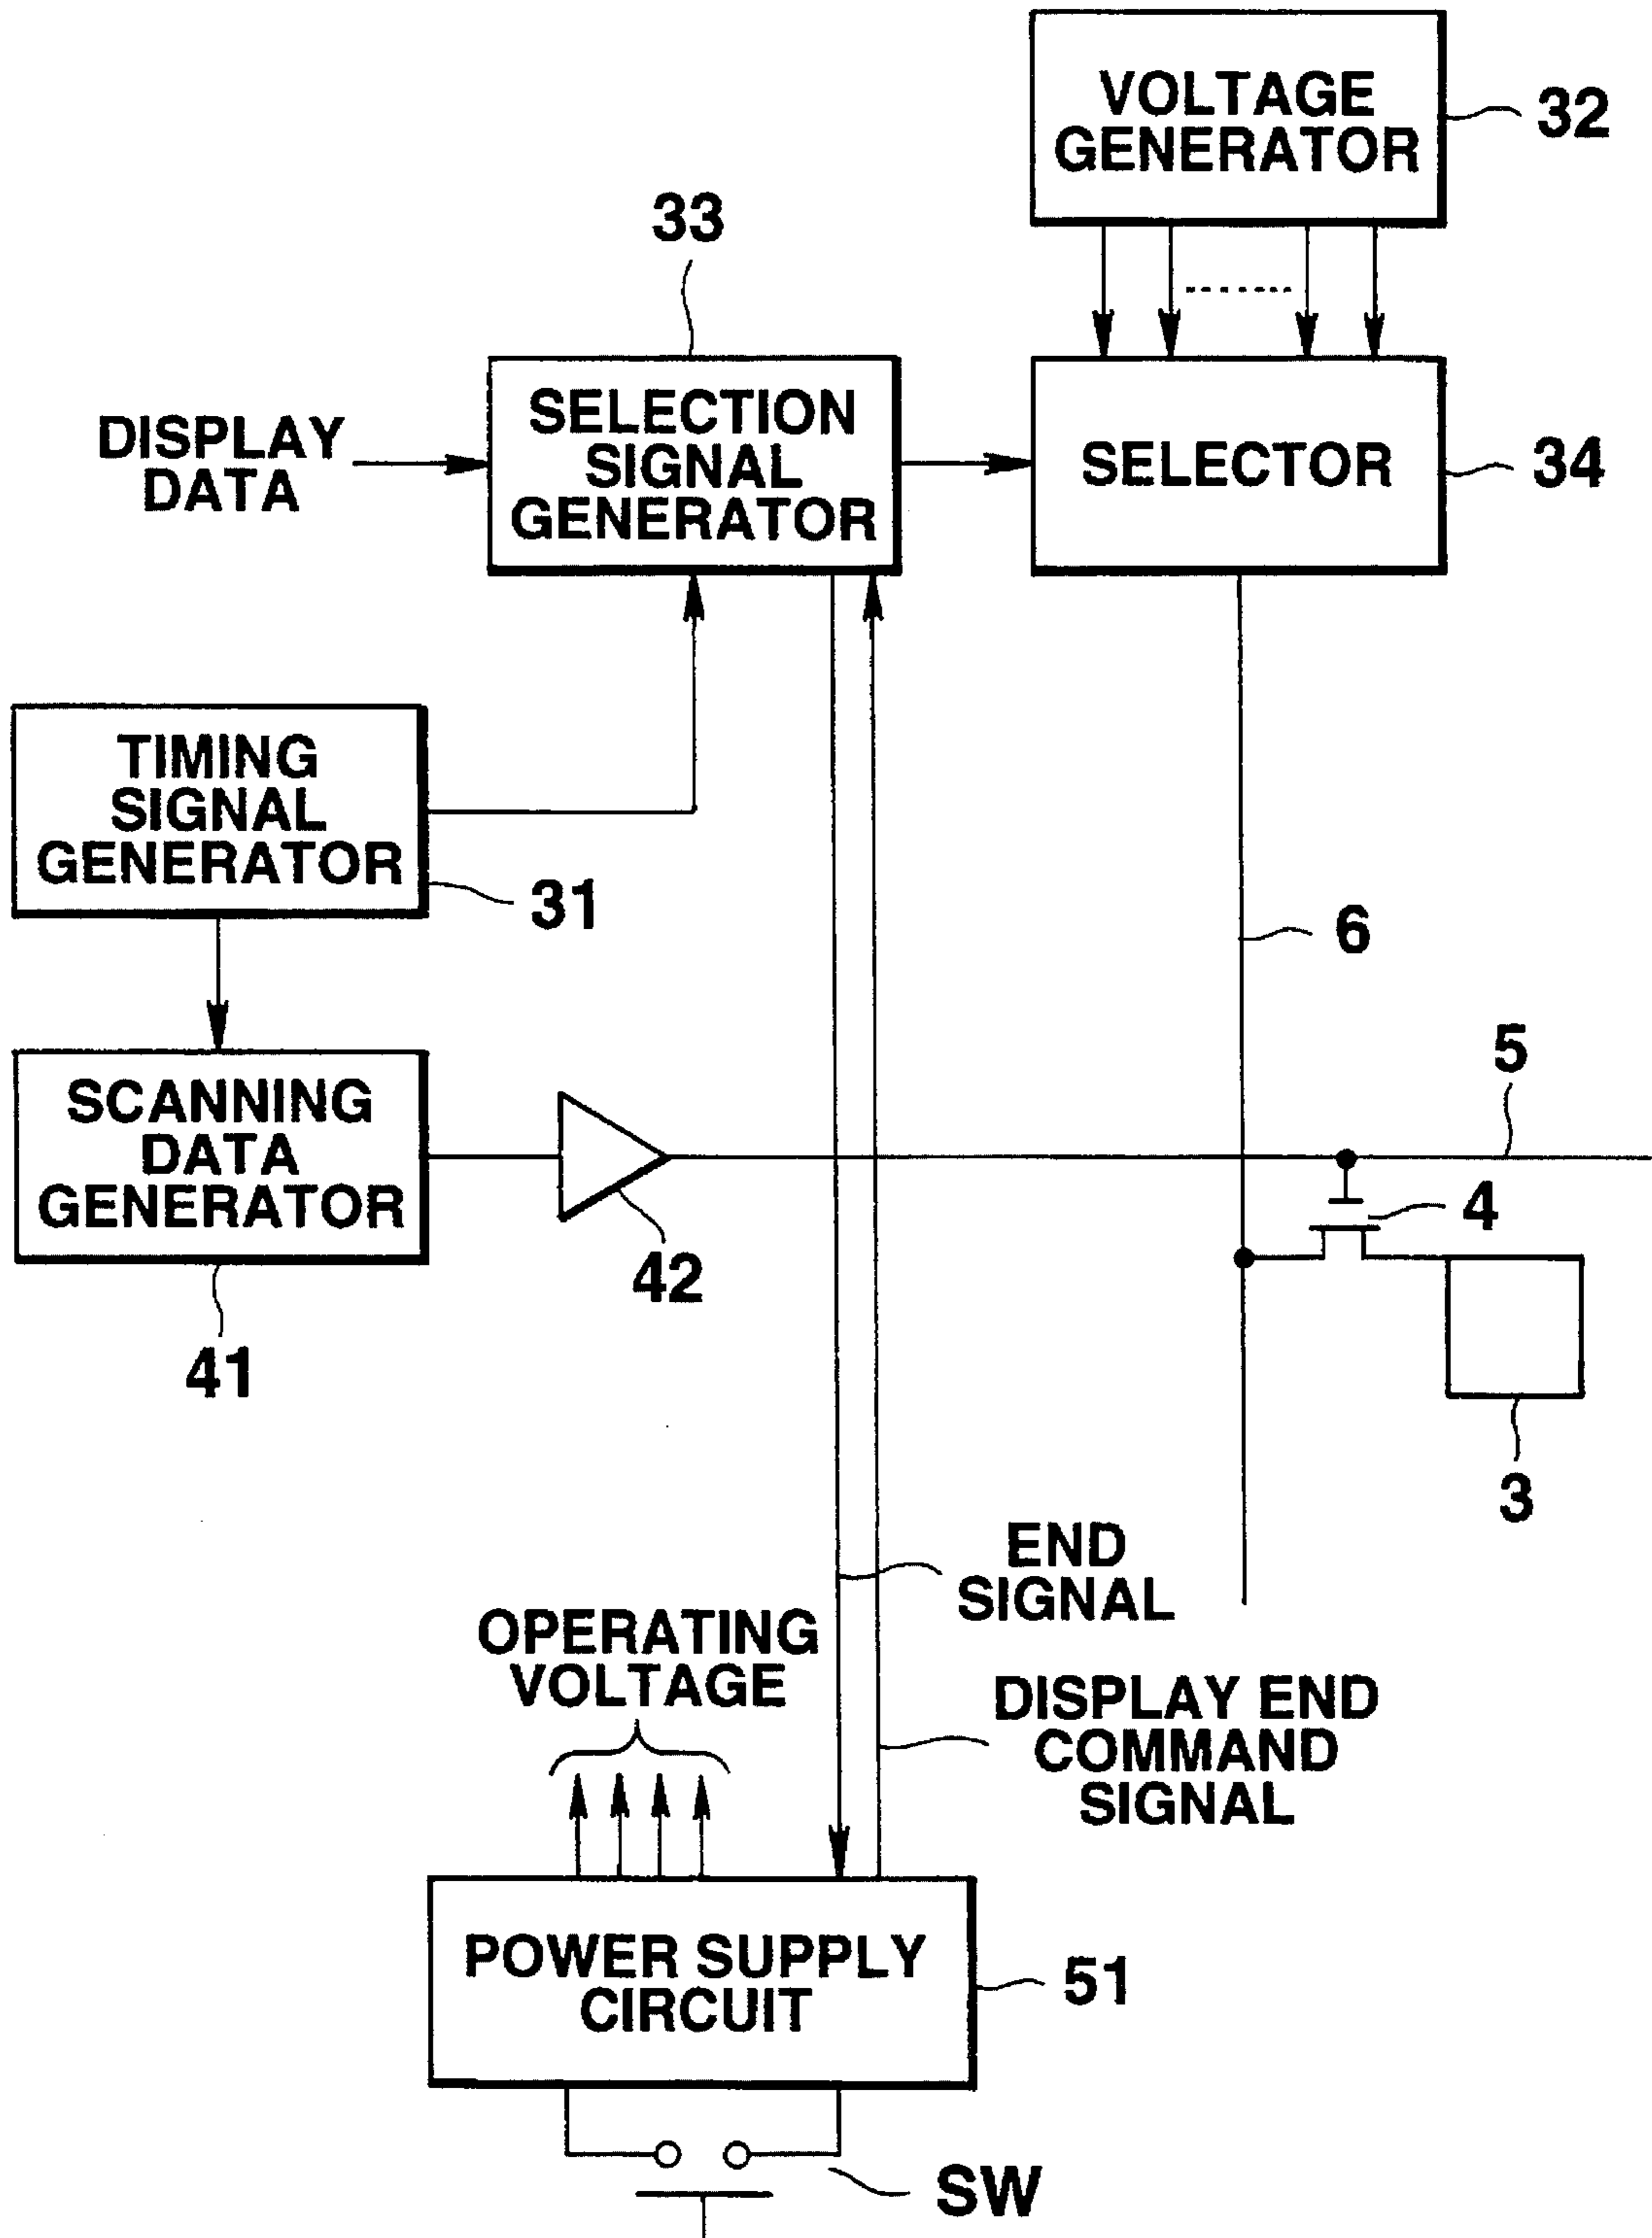 VOLTAGE
GENERATOR
32
33
SELECTION
SIGNAL
GENERATOR
DISPLAY
DATA
SELECTOR
34
TIMING
SIGNAL
GENERATOR
31
6
5
SCANNING
DATA
GENERATOR
4
42
41
3
END
SIGNAL
OPERATING
VOLTAGE
DISPLAY END
COMMAND
SIGNAL
POWER SUPPLY
CIRCUIT
51
SW